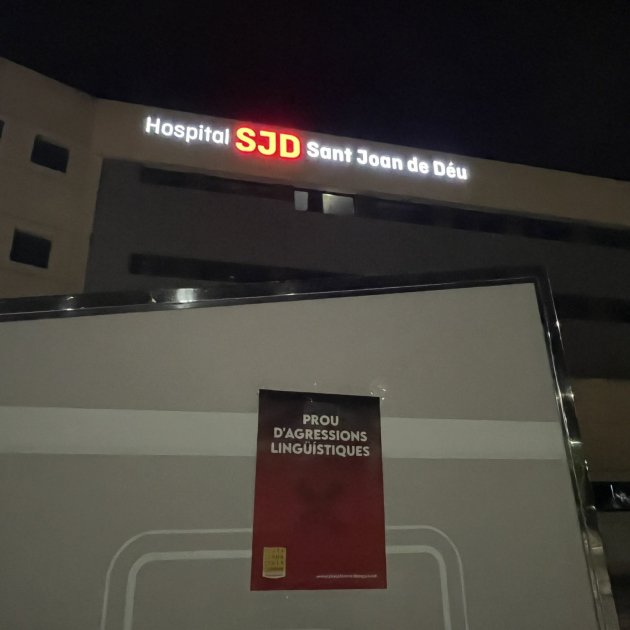 Hospital SJD Sant Joan de Déu
PROU
D'AGRESSIONS
LINGÜÍSTIQUES